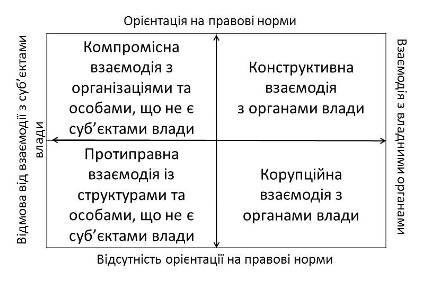 Орієнтація на правові норми
Відмова від взаємодії з суб’єктами
влади
Компромісна
взаємодія з
організаціями та
особами, що не є
суб’єктами влади
Конструктивна
взаємодія
з органами влади
Взаємодія з владними органами
Протиправна
взаємодія із
структурами та
особами, що не є
суб’єктами влади
Корупційна
взаємодія з
органами влади
Відсутність орієнтації на правові норми